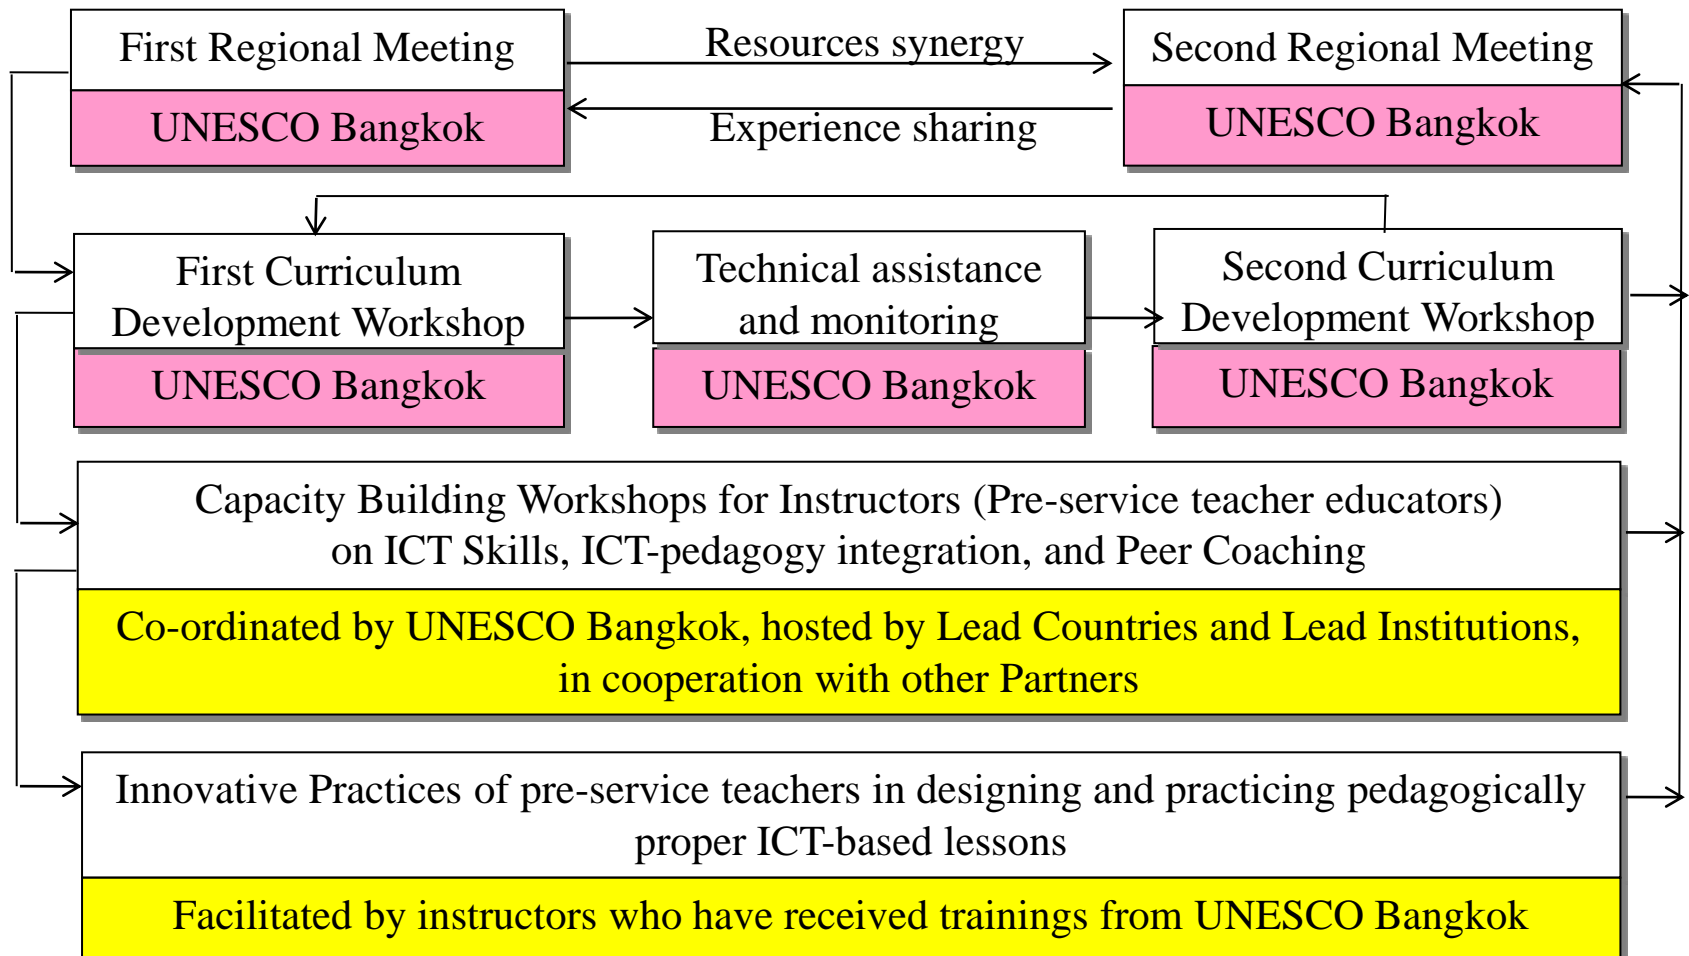 First Regional Meeting
UNESCO Bangkok
Resources synergy
Experience sharing
Second Regional Meeting
UNESCO Bangkok
First Curriculum
Development Workshop
UNESCO Bangkok
Technical assistance
and monitoring
UNESCO Bangkok
Second Curriculum
Development Workshop
UNESCO Bangkok
Capacity Building Workshops for Instructors (Pre-service teacher educators)
on ICT Skills, ICT-pedagogy integration, and Peer Coaching
Co-ordinated by UNESCO Bangkok, hosted by Lead Countries and Lead Institutions,
in cooperation with other Partners
Innovative Practices of pre-service teachers in designing and practicing pedagogically
proper ICT-based lessons
Facilitated by instructors who have received trainings from UNESCO Bangkok